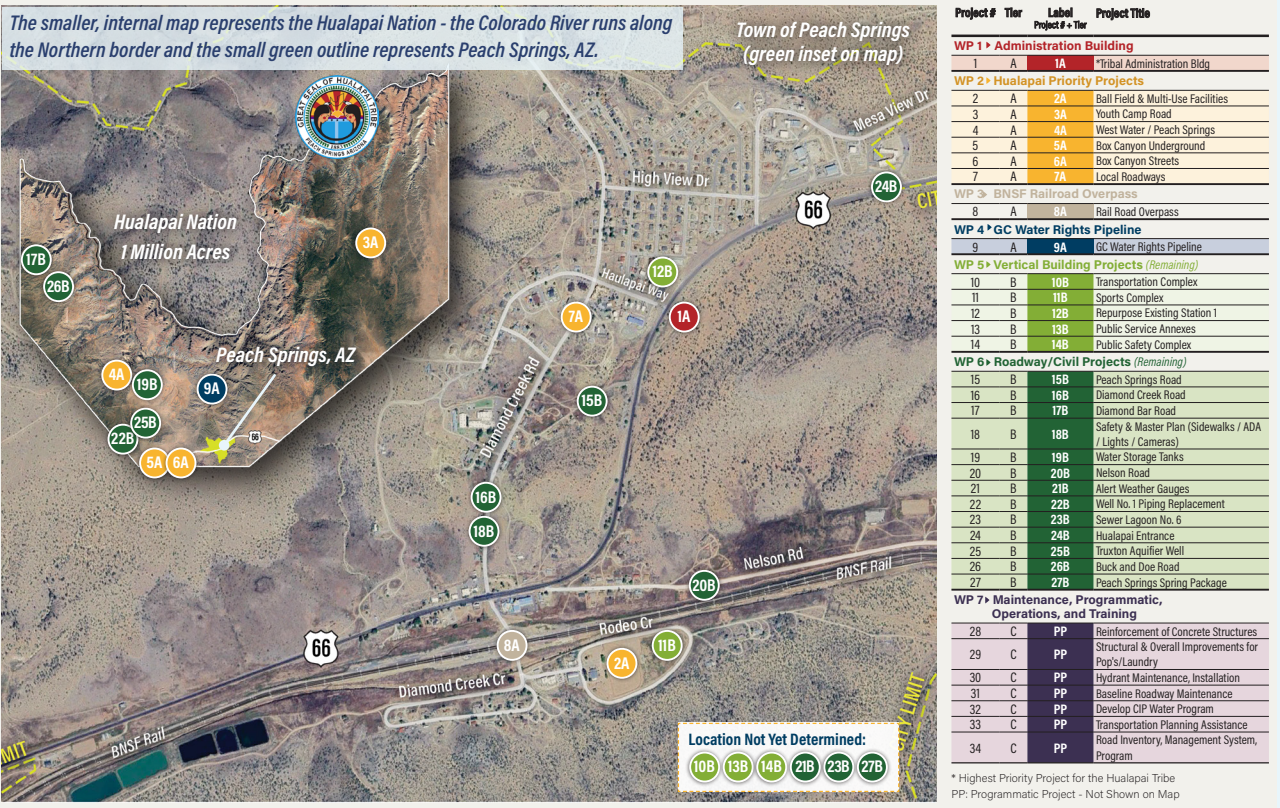 The smaller, internal map represents the Hualapai Nation - the Colorado River runs along
the Northern border and the small green outline represents Peach Springs, AZ.
Town of Peach Springs
(green inset on map)
GREAT SEAL OF HUALAPAI TRIBE
PEACH SPRINGS ARIZONA
Mesa View Dr
High View Dr
24B
CIT
66
Hualapai Nation
1 Million Acres
3A
17B
26B
12B
Haulapai Way
7A
1A
Peach Springs, AZ
4A
19B
9A
25B
22B
5A
6A
66
Diamond Creek Rd
15B
16B
18B
Nelson Rd
BNSF Rail
20B
66
Rodeo Cr
8A
11B
2A
Diamond Creek Cr
BNSF Rail
MIT
CITY LIMIT
Location Not Yet Determined:
10B 13B 14B 21B 23B 27B
Project # Tier Label Project Title
Project # + Tier
WP 1 ▸ Administration Building
1 A 1A *Tribal Administration Bldg
WP 2 ▸ Hualapai Priority Projects
2 A 2A Ball Field & Multi-Use Facilities
3 A 3A Youth Camp Road
4 A 4A West Water / Peach Springs
5 A 5A Box Canyon Underground
6 A 6A Box Canyon Streets
7 A 7A Local Roadways
WP 3 ▸ BNSF Railroad Overpass
8 A 8A Rail Road Overpass
WP 4 ▸ GC Water Rights Pipeline
9 A 9A GC Water Rights Pipeline
WP 5 ▸ Vertical Building Projects (Remaining)
10 B 10B Transportation Complex
11 B 11B Sports Complex
12 B 12B Repurpose Existing Station 1
13 B 13B Public Service Annexes
14 B 14B Public Safety Complex
WP 6 ▸ Roadway/Civil Projects (Remaining)
15 B 15B Peach Springs Road
16 B 16B Diamond Creek Road
17 B 17B Diamond Bar Road
18 B 18B Safety & Master Plan (Sidewalks / ADA
/ Lights / Cameras)
19 B 19B Water Storage Tanks
20 B 20B Nelson Road
21 B 21B Alert Weather Gauges
22 B 22B Well No. 1 Piping Replacement
23 B 23B Sewer Lagoon No. 6
24 B 24B Hualapai Entrance
25 B 25B Truxton Aquifier Well
26 B 26B Buck and Doe Road
27 B 27B Peach Springs Spring Package
WP 7 ▸ Maintenance, Programmatic,
Operations, and Training
28 C PP Reinforcement of Concrete Structures
29 C PP Structural & Overall Improvements for
Pop's/Laundry
30 C PP Hydrant Maintenance, Installation
31 C PP Baseline Roadway Maintenance
32 C PP Develop CIP Water Program
33 C PP Transportation Planning Assistance
34 C PP Road Inventory, Management System,
Program
* Highest Priority Project for the Hualapai Tribe
PP: Programmatic Project - Not Shown on Map